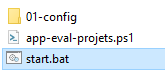 01-config
app-eval-projets.ps1
start.bat